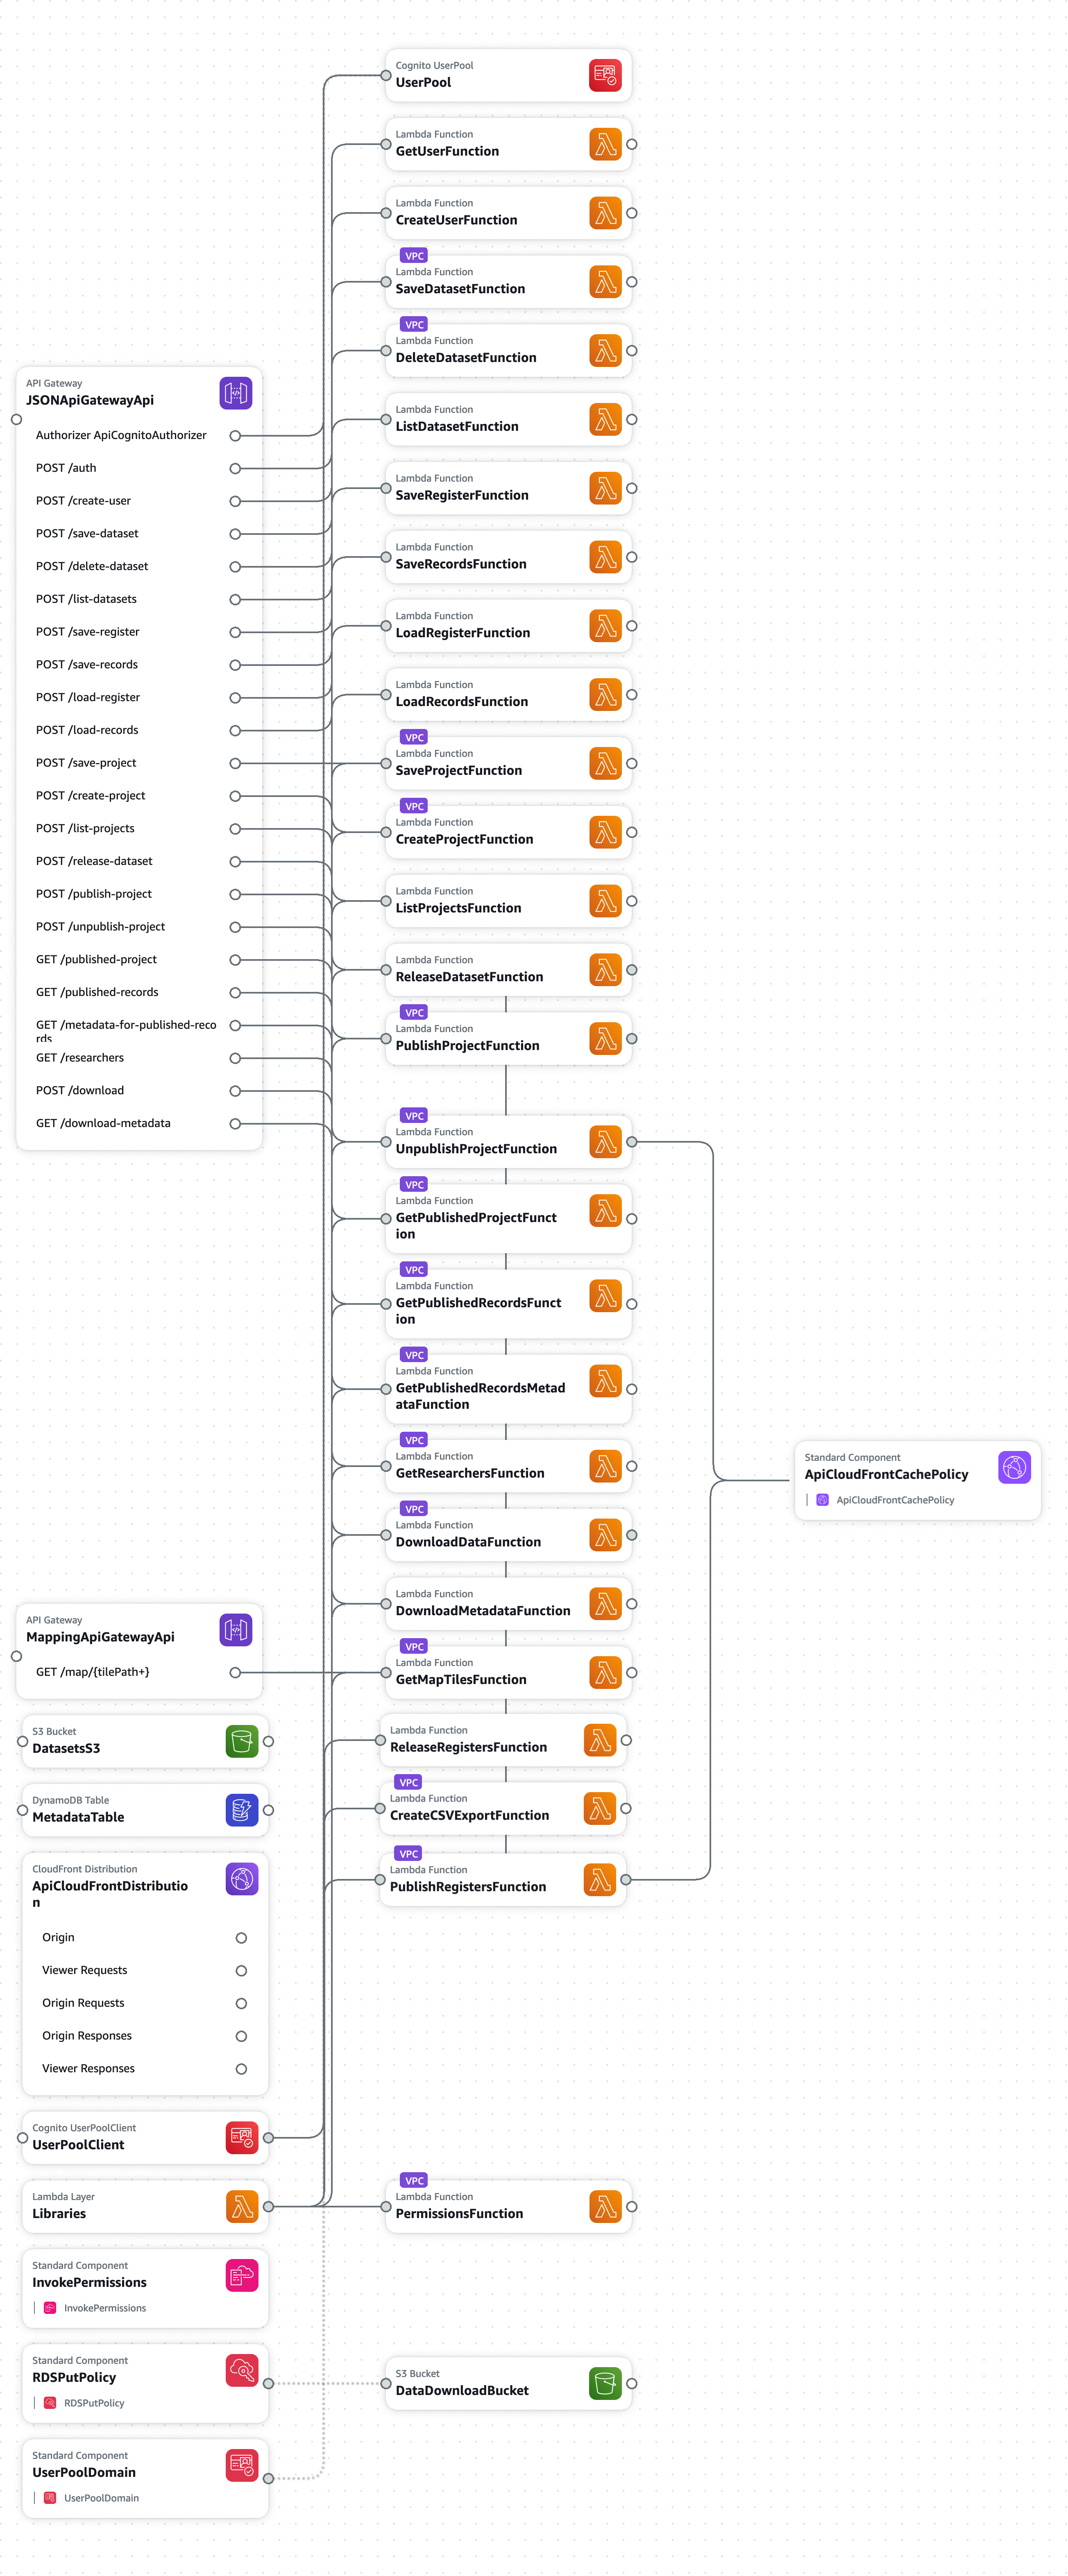 Cognito UserPool
UserPool
Lambda Function
GetUserFunction
Lambda Function
CreateUserFunction
VPC
Lambda Function
SaveDatasetFunction
VPC
Lambda Function
DeleteDatasetFunction
Lambda Function
ListDatasetFunction
Lambda Function
SaveRegisterFunction
Lambda Function
SaveRecordsFunction
Lambda Function
LoadRegisterFunction
Lambda Function
LoadRecordsFunction
VPC
Lambda Function
SaveProjectFunction
VPC
Lambda Function
CreateProjectFunction
Lambda Function
ListProjectsFunction
Lambda Function
ReleaseDatasetFunction
VPC
Lambda Function
PublishProjectFunction
VPC
Lambda Function
UnpublishProjectFunction
VPC
Lambda Function
GetPublishedProjectFunct
ion
VPC
Lambda Function
GetPublishedRecordsFunct
ion
VPC
Lambda Function
GetPublishedRecordsMetad
ataFunction
VPC
Lambda Function
GetResearchersFunction
VPC
Lambda Function
DownloadDataFunction
Lambda Function
DownloadMetadataFunction
VPC
Lambda Function
GetMapTilesFunction
Lambda Function
ReleaseRegistersFunction
VPC
Lambda Function
CreateCSVExportFunction
VPC
Lambda Function
PublishRegistersFunction
VPC
Lambda Function
PermissionsFunction
S3 Bucket
DataDownloadBucket
API Gateway
JSONApiGatewayApi
Authorizer ApiCognitoAuthorizer
POST /auth
POST /create-user
POST /save-dataset
POST /delete-dataset
POST /list-datasets
POST /save-register
POST /save-records
POST /load-register
POST /load-records
POST /save-project
POST /create-project
POST /list-projects
POST /release-dataset
POST /publish-project
POST /unpublish-project
GET /published-project
GET /published-records
GET /metadata-for-published-reco
rds
GET /researchers
POST /download
GET /download-metadata
API Gateway
MappingApiGatewayApi
GET /map/{tilePath+}
S3 Bucket
DatasetsS3
DynamoDB Table
MetadataTable
CloudFront Distribution
ApiCloudFrontDistributio
n
Origin
Viewer Requests
Origin Requests
Origin Responses
Viewer Responses
Cognito UserPoolClient
UserPoolClient
Lambda Layer
Libraries
Standard Component
InvokePermissions
InvokePermissions
Standard Component
RDSPutPolicy
RDSPutPolicy
Standard Component
UserPoolDomain
UserPoolDomain
Standard Component
ApiCloudFrontCachePolicy
ApiCloudFrontCachePolicy